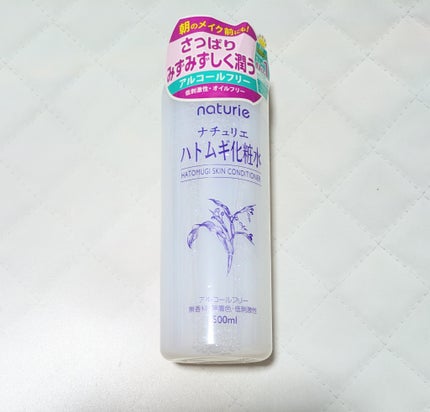 朝のメイク前にも!
さっぱり
みずみずしく潤う
アルコールフリー
低刺激性・オイルフリー
naturie
ナチュリエ
ハトムギ化粧水
HATOMUGI SKIN CONDITIONER
アルコールフリー
無香料・無着色・低刺激性
500ml